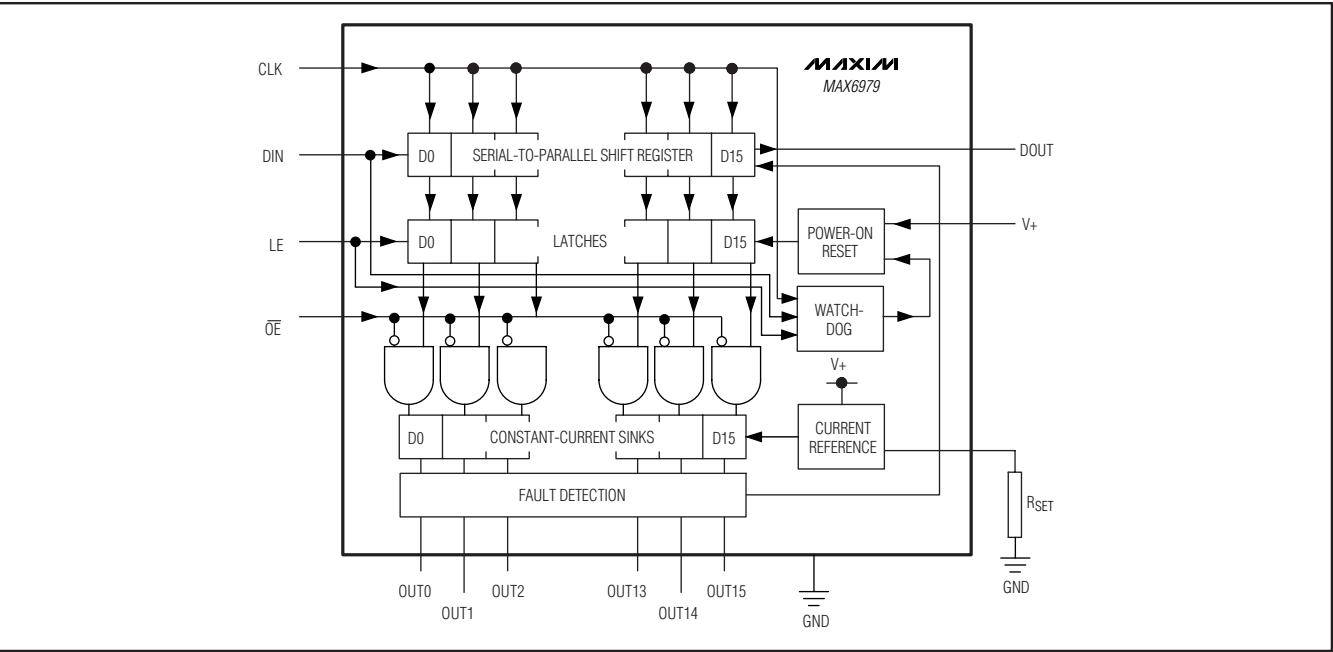 MAXIM
CLK
MAX6979
DIN
D0
SERIAL-TO-PARALLEL SHIFT REGISTER
D15
DOUT
V+
LE
D0
LATCHES
D15
POWER-ON
RESET
OE
WATCH-
DOG
V+
D0
CONSTANT-CURRENT SINKS
D15
CURRENT
REFERENCE
FAULT DETECTION
RSET
OUT0
OUT2
OUT13
OUT15
GND
OUT1
OUT14
GND